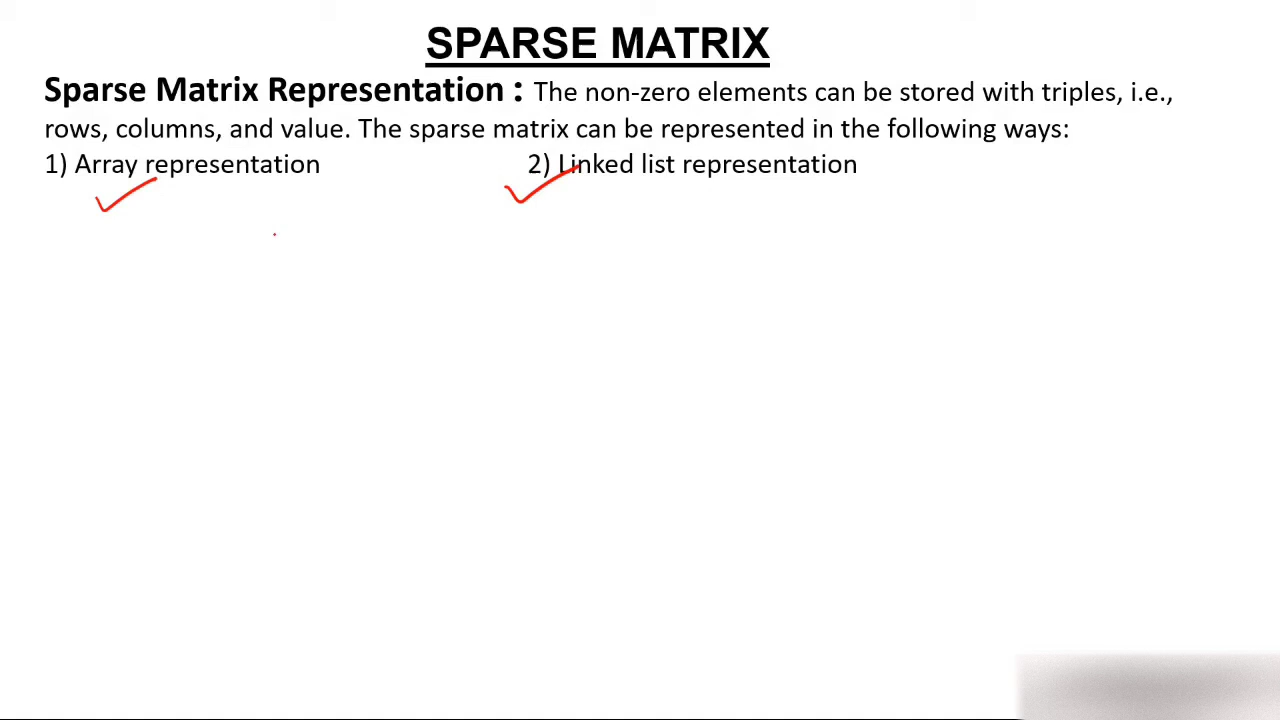 SPARSE MATRIX
Sparse Matrix Representation : The non-zero elements can be stored with triples, i.e.,
rows, columns, and value. The sparse matrix can be represented in the following ways:
1) Array representation 2) Linked list representation